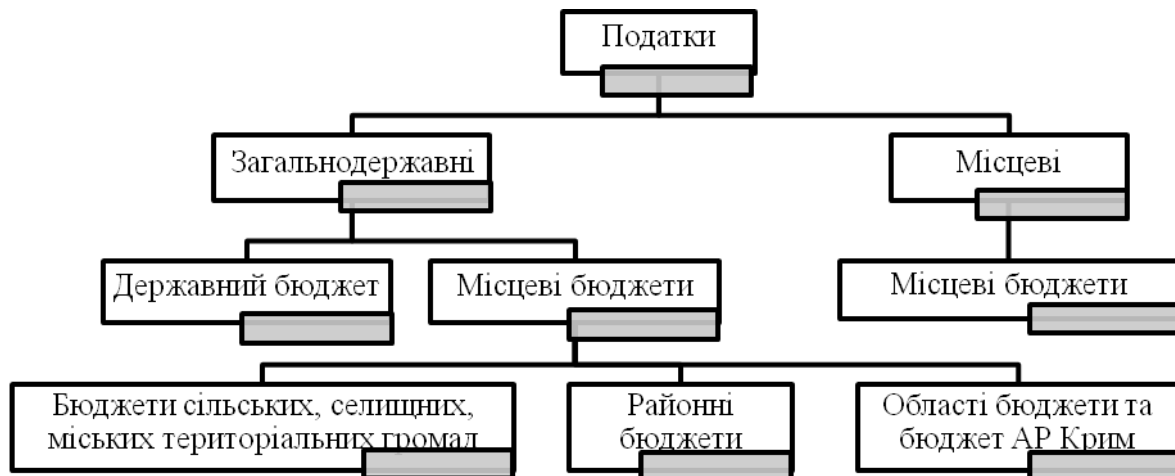 Податки
Загальнодержавні
Місцеві
Державний бюджет
Місцеві бюджети
Місцеві бюджети
Бюджети сільських, селищних,
міських територіальних громад
Районні
бюджети
Області бюджети та
бюджет АР Крим